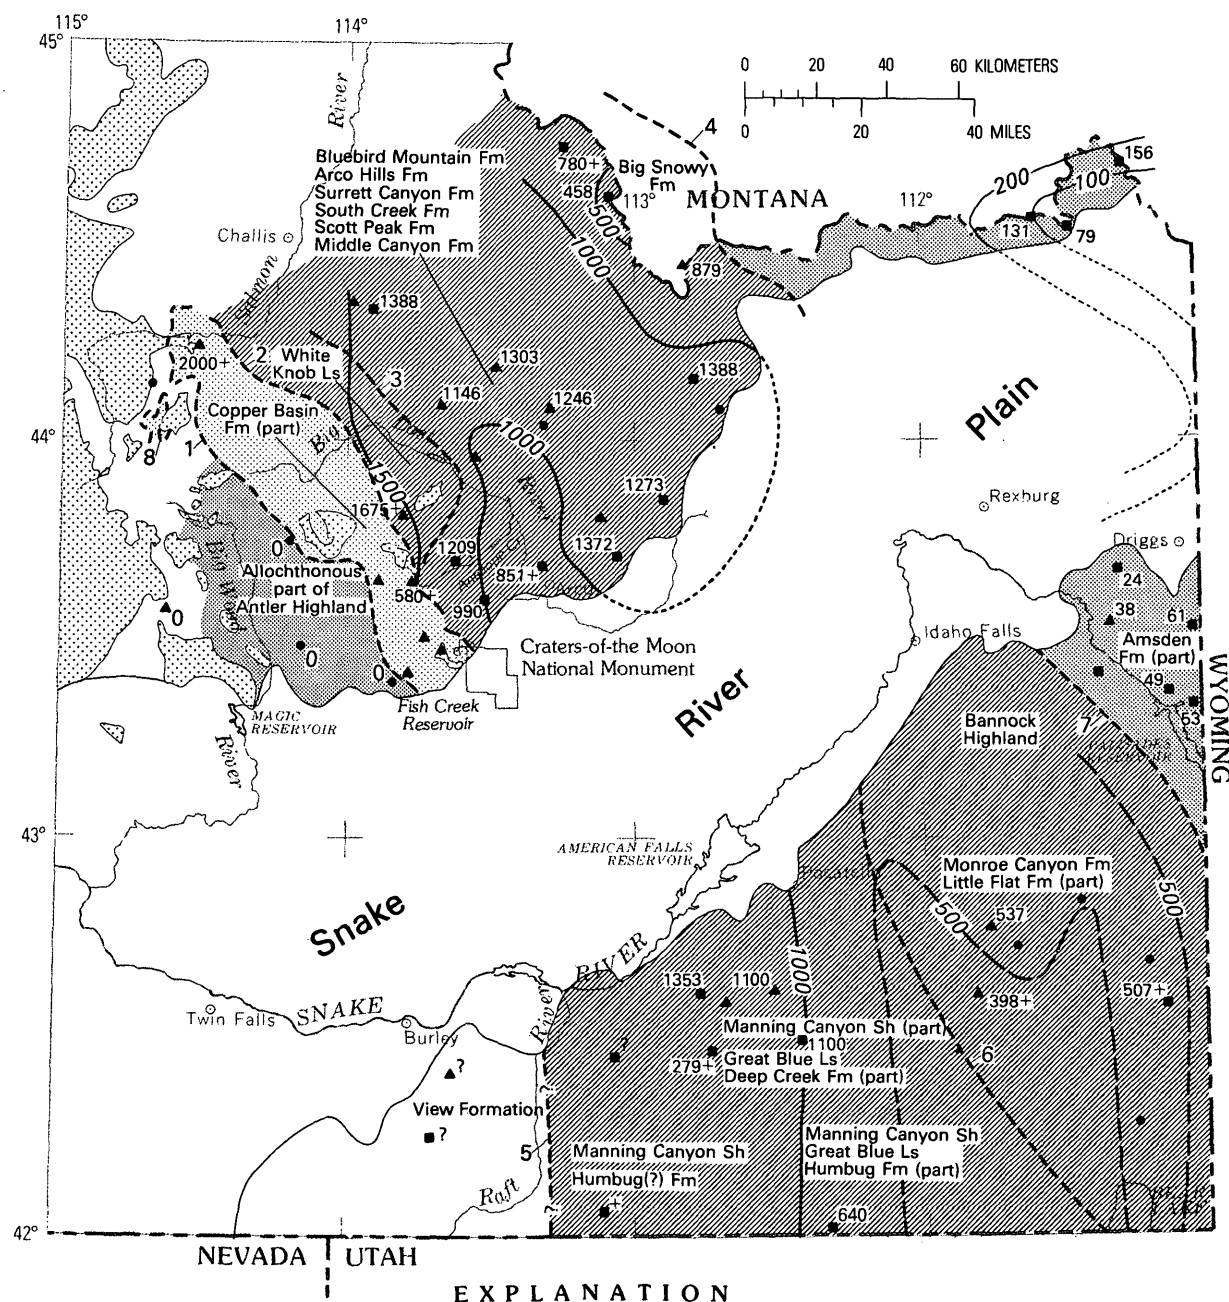 115°
45°
114°
0 20 40 60 KILOMETERS
0 20 40 MILES
River
4
Bluebird Mountain Fm
Arco Hills Fm
Surrett Canyon Fm
South Creek Fm
Scott Peak Fm
Middle Canyon Fm
780+
Big Snowy
Fm
458
113°
MONTANA
112°
156
200
100
131
79
500
1000
Challis
Salmon
879
1388
2000+
2
White
Knob Ls
3
1303
1388
1146
1246
Copper Basin
Fm (part)
Big
1000
Plain
44°
8
1
1500
River
1675+
1273
Rexburg
0
1209
1372
Driggs
Big Wood
851+
24
Allochthonous
part of
Antler Highland
580+
990
38
61
0
Idaho Falls
Amsden
Fm (part)
0
0
Craters-of-the Moon
National Monument
49
WYOMING
River
53
Fish Creek
Reservoir
MAGIC
RESERVOIR
Bannock
Highland
7
RESERVOIR
River
43°
AMERICAN FALLS
RESERVOIR
Monroe Canyon Fm
Little Flat Fm (part)
500
500
537
Snake
1000
RIVER
1353
1100
398+
507+
Twin Falls
SNAKE
Burley
River
Manning Canyon Sh (part)
1100
?
279+
Great Blue Ls
Deep Creek Fm (part)
6
?
View Formation
?
?
5
Manning Canyon Sh
Humbug(?) Fm
Manning Canyon Sh
Great Blue Ls
Humbug Fm (part)
Raft
?
+
640
42°
NEVADA
UTAH
EXPLANATION